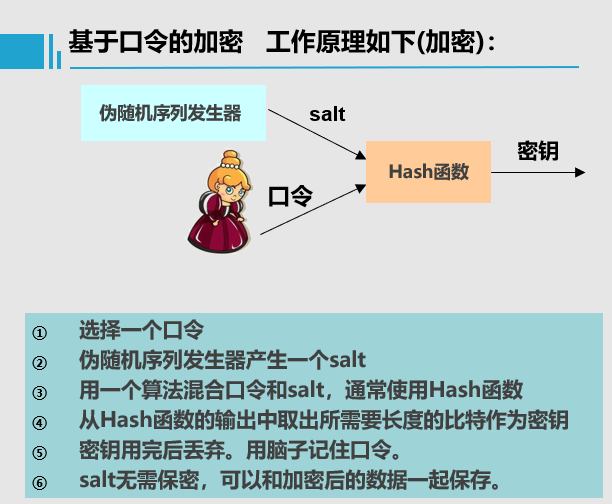 基于口令的加密 工作原理如下(加密)：
伪随机序列发生器
salt
Hash函数
密钥
口令
① 选择一个口令
② 伪随机序列发生器产生一个salt
③ 用一个算法混合口令和salt，通常使用Hash函数
④ 从Hash函数的输出中取出所需要长度的比特作为密钥
⑤ 密钥用完后丢弃。用脑子记住口令。
⑥ salt无需保密，可以和加密后的数据一起保存。